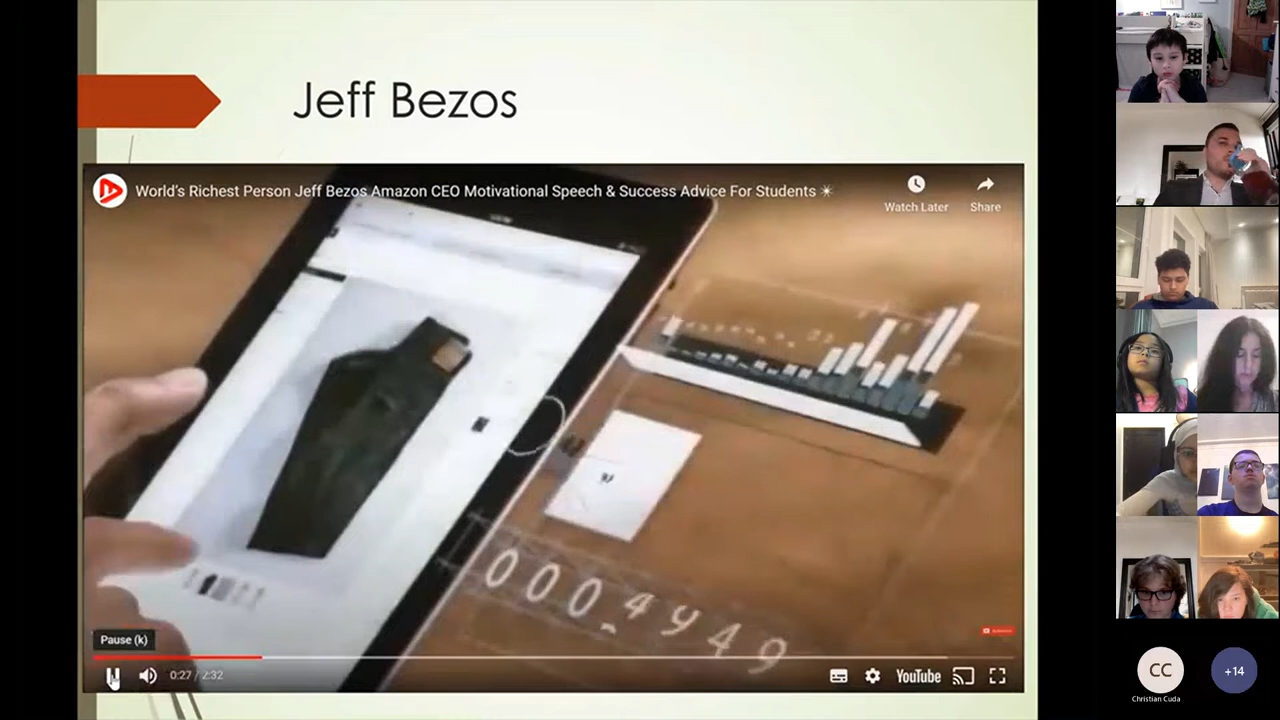 Jeff Bezos
World's Richest Person Jeff Bezos Amazon CEO Motivational Speech & Success Advice For Students ☀
Watch Later
Share
Pause (k)
0:27 / 2:32
YouTube
CC
+14
Christian Cuda